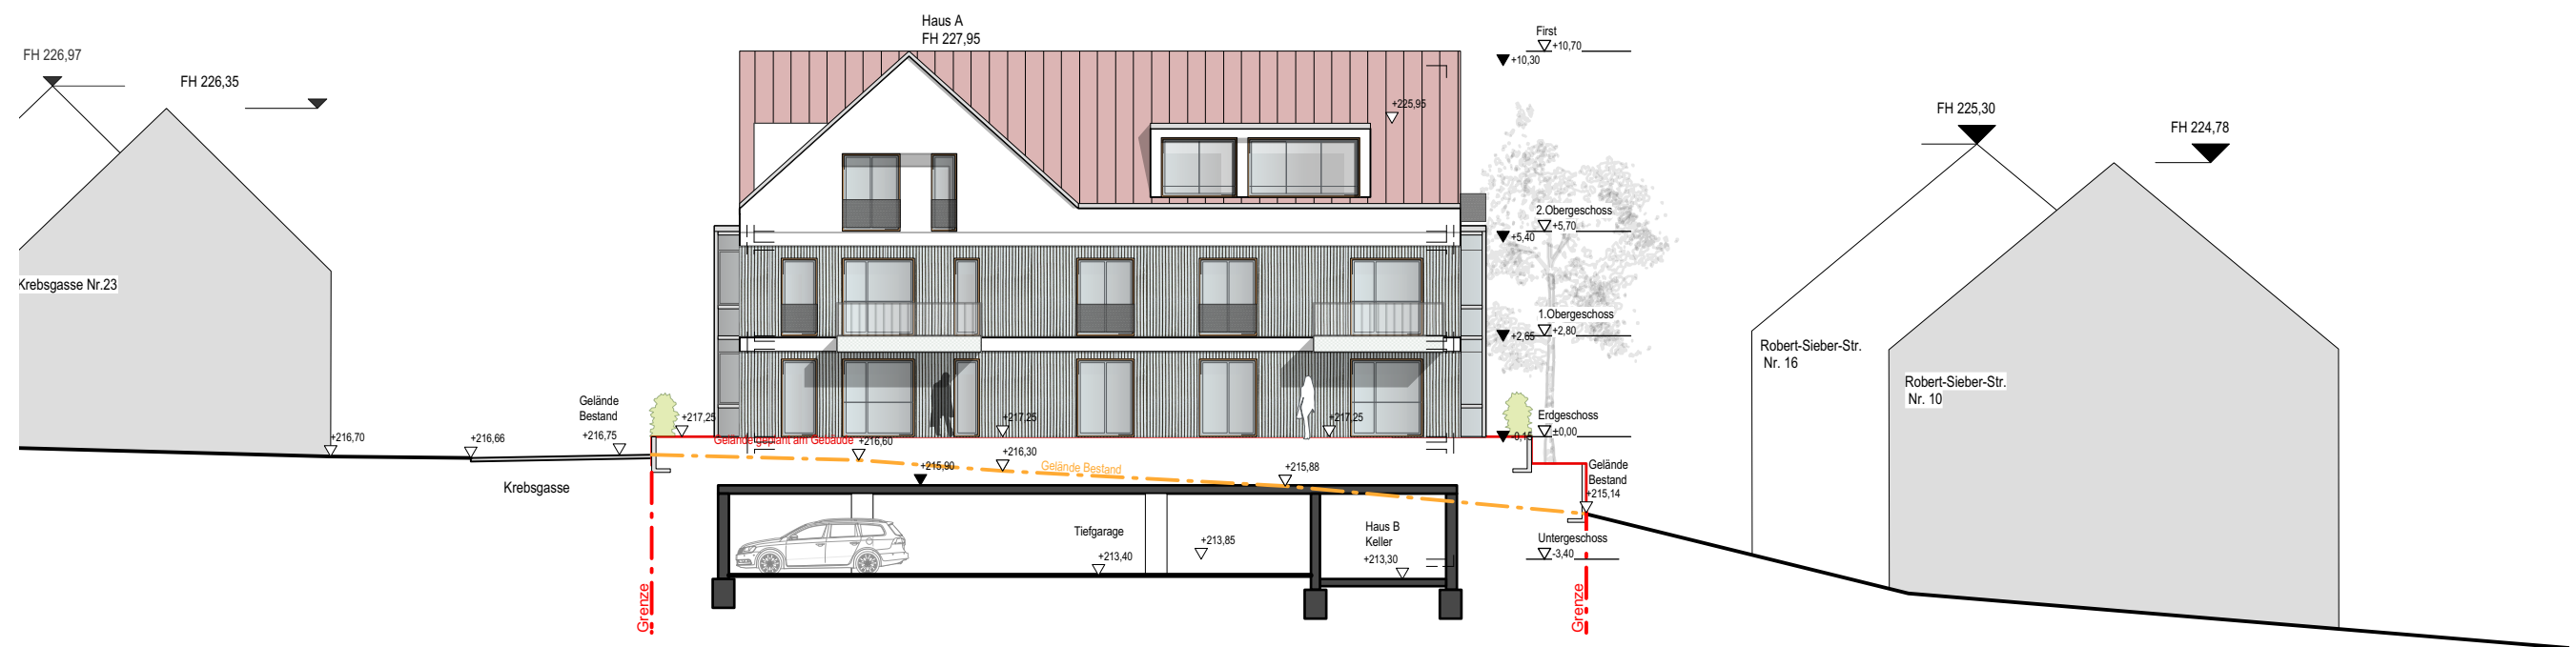 Haus A
FH 227,95
FH 226,97
FH 226,35
First
+10,70
+10,30
+225,95
FH 225,30
FH 224,78
2.Obergeschoss
+5,70
+5,40
Krebsgasse Nr.23
1.Obergeschoss
+2,80
+2,65
Robert-Sieber-Str.
Nr. 16
Robert-Sieber-Str.
Nr. 10
Gelände
Bestand
+216,75
+217,25
+217,25
+217,25
Erdgeschoss
±0,00
-0,15
+216,70
+216,66
Gelände geplant am Gebäude
+216,60
+216,30
Gelände Bestand
+215,90
+215,88
Gelände
Bestand
+215,14
Krebsgasse
Tiefgarage
+213,40
+213,85
Haus B
Keller
+213,30
Untergeschoss
-3,40
Grenze
Grenze